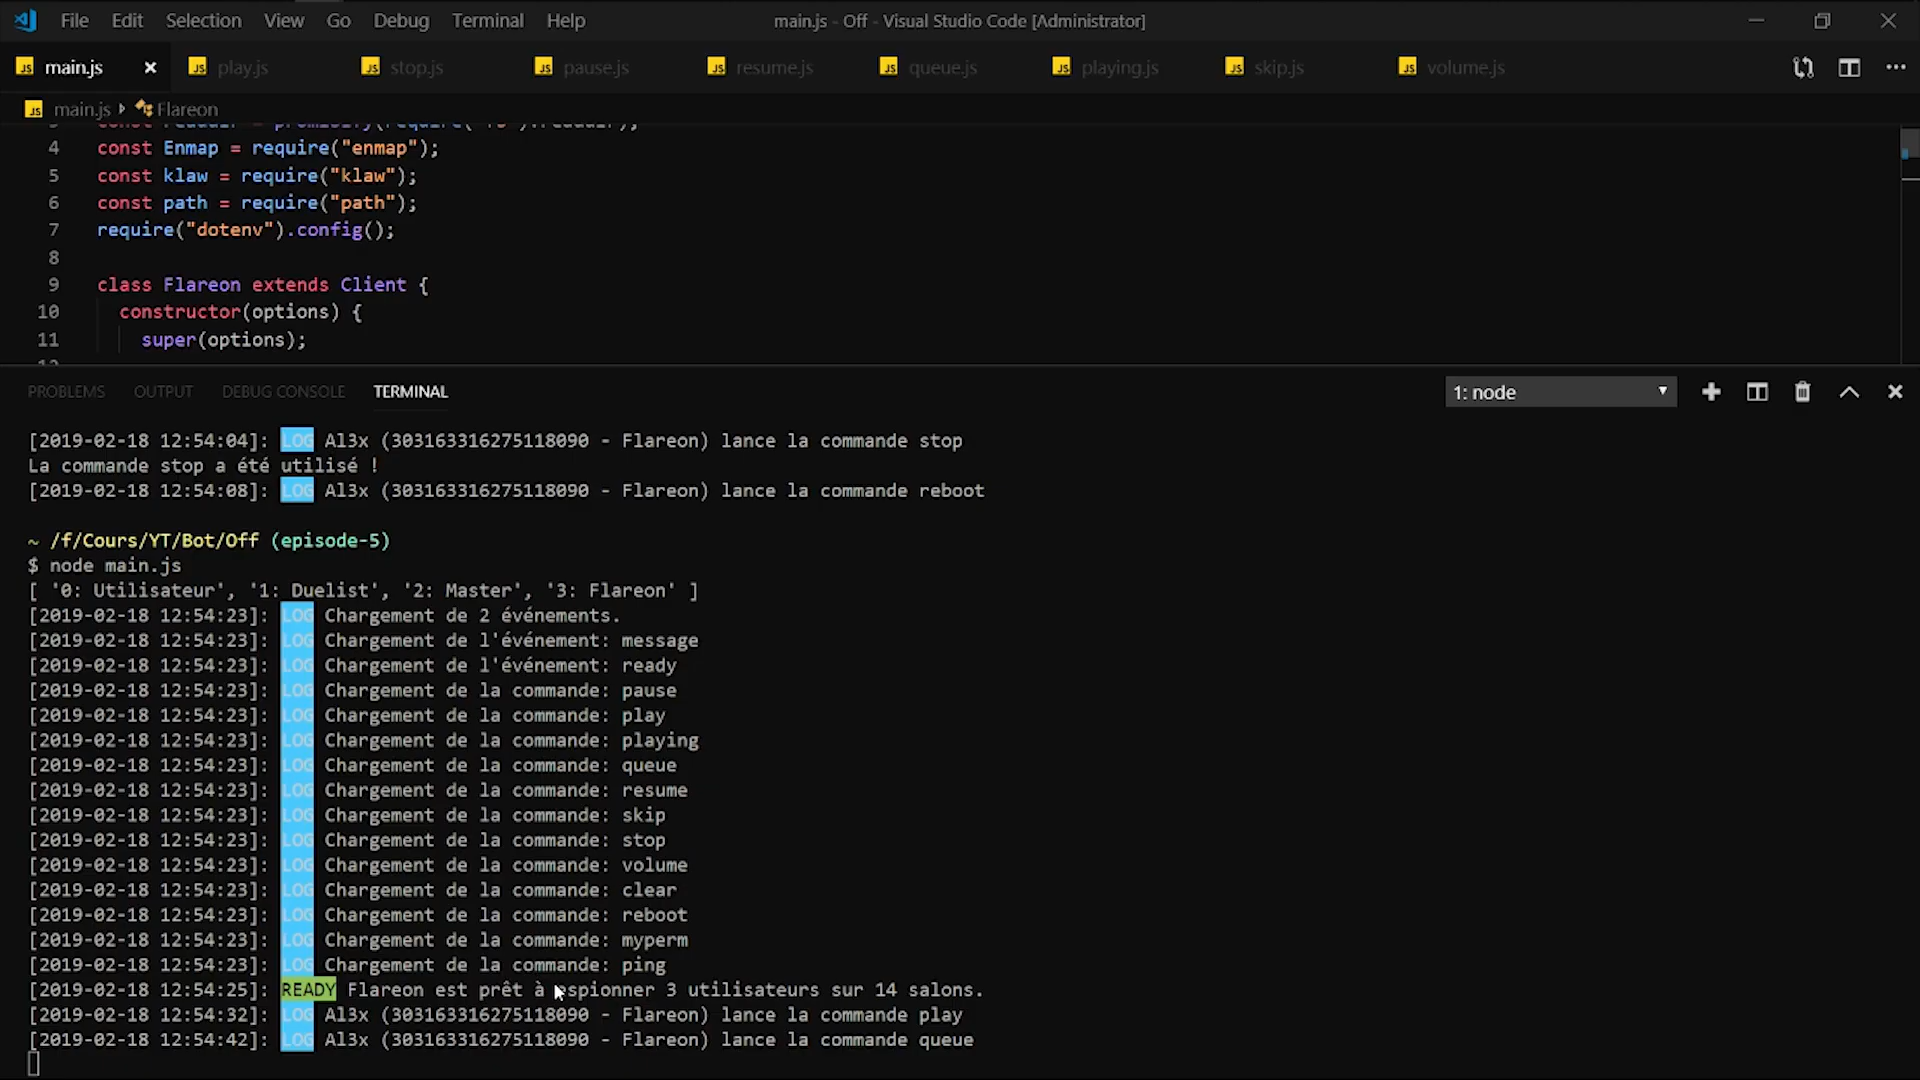 File Edit Selection View Go Debug Terminal Help main.js - Off - Visual Studio Code [Administrator]
JS main.js JS play.js JS stop.js JS pause.js JS resume.js JS queue.js JS playing.js JS skip.js JS volume.js
JS main.js Flareon
4 const Enmap = require("enmap");
5 const klaw = require("klaw");
6 const path = require("path");
7 require("dotenv").config();
8
9 class Flareon extends Client {
10 constructor(options) {
11 super(options);
PROBLEMS OUTPUT DEBUG CONSOLE TERMINAL 1: node
[2019-02-18 12:54:04]: LOG Al3x (303163316275118090 - Flareon) lance la commande stop
La commande stop a été utilisé !
[2019-02-18 12:54:08]: LOG Al3x (303163316275118090 - Flareon) lance la commande reboot
~ /f/Cours/YT/Bot/Off (episode-5)
$ node main.js
[ '0: Utilisateur', '1: Duelist', '2: Master', '3: Flareon' ]
[2019-02-18 12:54:23]: LOG Chargement de 2 événements.
[2019-02-18 12:54:23]: LOG Chargement de l'événement: message
[2019-02-18 12:54:23]: LOG Chargement de l'événement: ready
[2019-02-18 12:54:23]: LOG Chargement de la commande: pause
[2019-02-18 12:54:23]: LOG Chargement de la commande: play
[2019-02-18 12:54:23]: LOG Chargement de la commande: playing
[2019-02-18 12:54:23]: LOG Chargement de la commande: queue
[2019-02-18 12:54:23]: LOG Chargement de la commande: resume
[2019-02-18 12:54:23]: LOG Chargement de la commande: skip
[2019-02-18 12:54:23]: LOG Chargement de la commande: stop
[2019-02-18 12:54:23]: LOG Chargement de la commande: volume
[2019-02-18 12:54:23]: LOG Chargement de la commande: clear
[2019-02-18 12:54:23]: LOG Chargement de la commande: reboot
[2019-02-18 12:54:23]: LOG Chargement de la commande: myperm
[2019-02-18 12:54:23]: LOG Chargement de la commande: ping
[2019-02-18 12:54:25]: READY Flareon est prêt à espionner 3 utilisateurs sur 14 salons.
[2019-02-18 12:54:32]: LOG Al3x (303163316275118090 - Flareon) lance la commande play
[2019-02-18 12:54:42]: LOG Al3x (303163316275118090 - Flareon) lance la commande queue